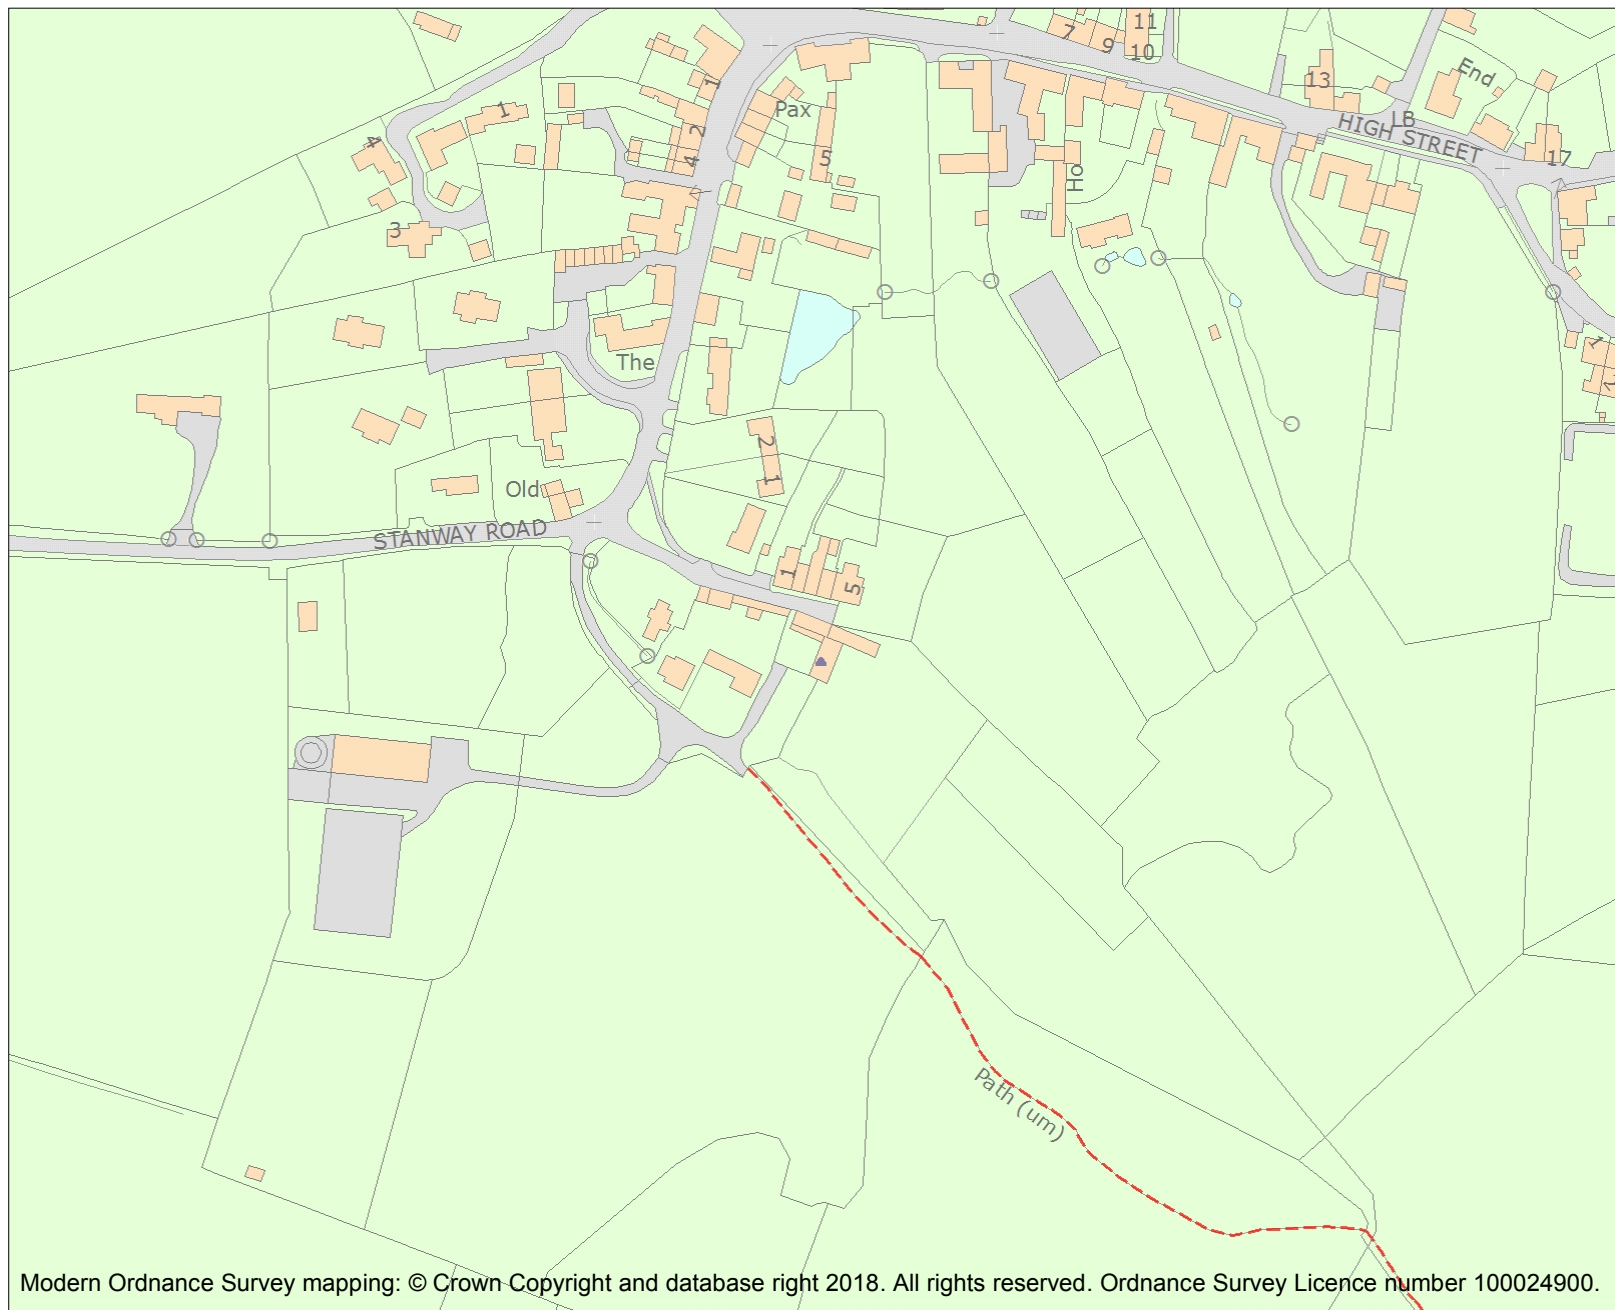 11
7
9
10
1
13
End
Pax
1
LB
HIGH STREET
2
4
4
5
17
Ho
3
1
The
2
1
Old
STANWAY ROAD
1
5
Path (um)
Modern Ordnance Survey mapping: © Crown Copyright and database right 2018. All rights reserved. Ordnance Survey Licence number 100024900.